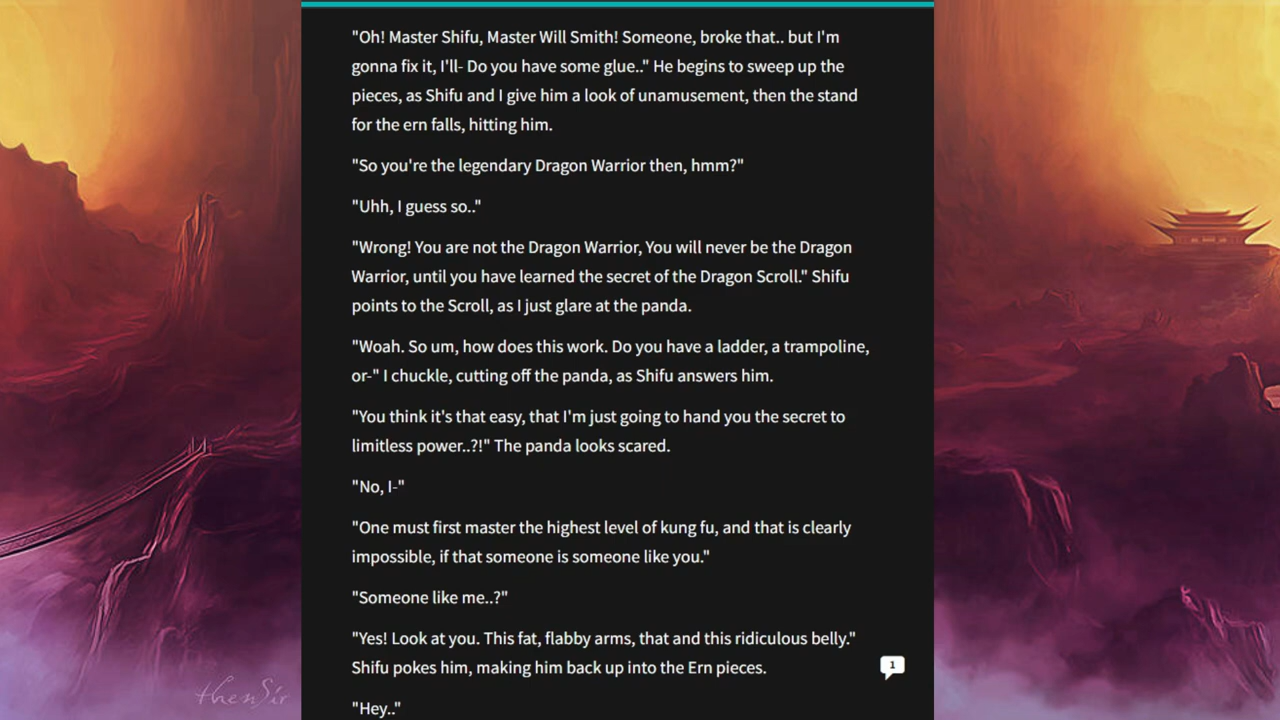 "Oh! Master Shifu, Master Will Smith! Someone, broke that.. but I'm
gonna fix it, I'll- Do you have some glue.." He begins to sweep up the
pieces, as Shifu and I give him a look of unamusement, then the stand
for the ern falls, hitting him.
"So you're the legendary Dragon Warrior then, hmm?"
"Uhh, I guess so.."
"Wrong! You are not the Dragon Warrior, You will never be the Dragon
Warrior, until you have learned the secret of the Dragon Scroll." Shifu
points to the Scroll, as I just glare at the panda.
"Woah. So um, how does this work. Do you have a ladder, a trampoline,
or-" I chuckle, cutting off the panda, as Shifu answers him.
"You think it's that easy, that I'm just going to hand you the secret to
limitless power..?!" The panda looks scared.
"No, I-"
"One must first master the highest level of kung fu, and that is clearly
impossible, if that someone is someone like you."
"Someone like me..?"
"Yes! Look at you. This fat, flabby arms, that and this ridiculous belly."
Shifu pokes him, making him back up into the Ern pieces.
1
"Hey.."
thenSir